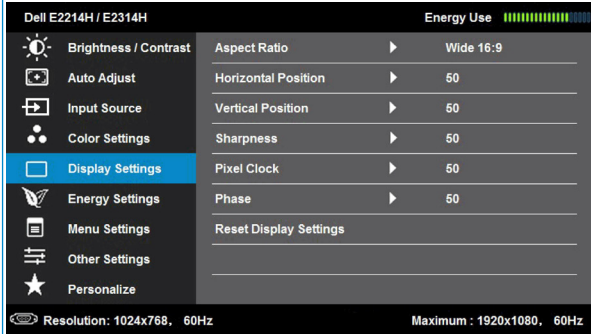 Dell E2214H / E2314H Energy Use
Brightness / Contrast Aspect Ratio Wide 16:9
Auto Adjust Horizontal Position 50
Input Source Vertical Position 50
Color Settings Sharpness 50
Display Settings Pixel Clock 50
Energy Settings Phase 50
Menu Settings Reset Display Settings
Other Settings
Personalize
Resolution: 1024x768, 60Hz Maximum : 1920x1080, 60Hz